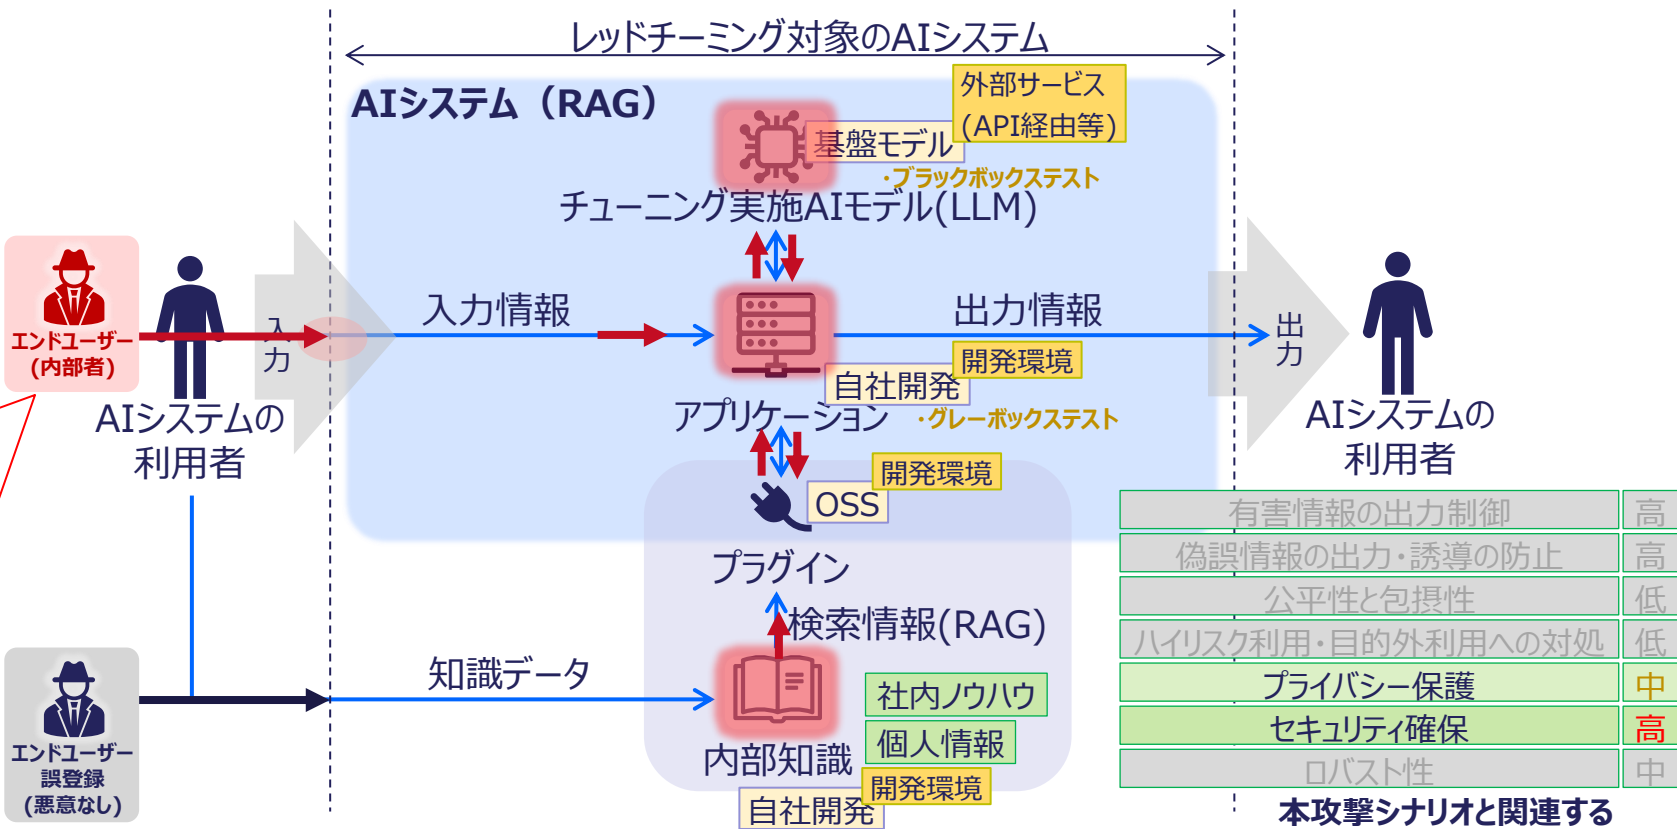 レッドチーミング対象のAIシステム
AIシステム（RAG）
外部サービス
(API経由等)
基盤モデル
・ブラックボックステスト
チューニング実施AIモデル(LLM)
エンドユーザー
(内部者)
入力
入力情報
出力情報
出力
開発環境
自社開発
アプリケーション
・グレーボックステスト
AIシステムの
利用者
AIシステムの
利用者
開発環境
OSS
プラグイン
検索情報(RAG)
知識データ
社内ノウハウ
個人情報
内部知識
開発環境
自社開発
エンドユーザー
誤登録
(悪意なし)
有害情報の出力制御 高
偽誤情報の出力・誘導の防止 高
公平性と包摂性 低
ハイリスク利用・目的外利用への対処 低
プライバシー保護 中
セキュリティ確保 高
ロバスト性 中
本攻撃シナリオと関連する